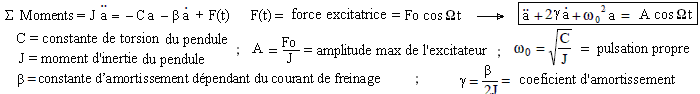 Σ Moments = J ä = − C a − β ȧ + F(t) F(t) = force excitatrice = Fo cos Ωt ⟶ ä + 2γȧ + ω₀² a = A cos Ωt
C = constante de torsion du pendule
J = moment d'inertie du pendule ; A = Fo/J = amplitude max de l'excitateur ; ω₀ = √(C/J) = pulsation propre
β = constante d'amortissement dépendant du courant de freinage ; γ = β/2J = coeficient d'amortissement